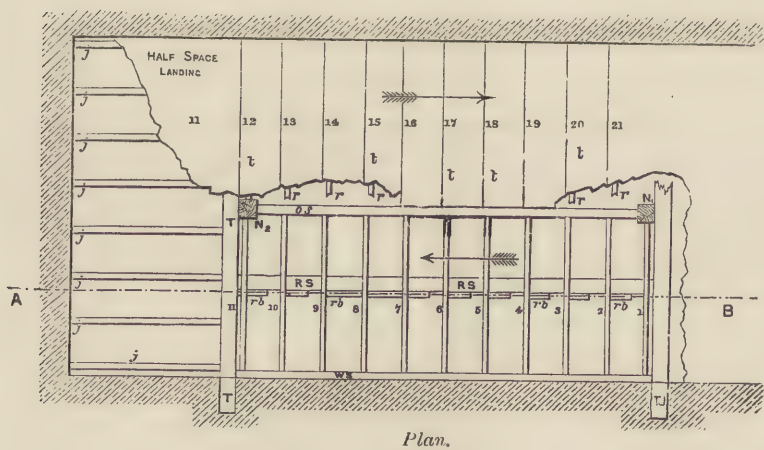 j
HALF SPACE
LANDING
j
11 12 13 14 15 16 17 18 19 20 21
t t t t t
j
j r r r r r
T N2 O.S N1
j
j RS RS
A B
11 rb 10 9 rb 8 7 6 5 4 rb 3 2 rb 1
j
j
WS
T TJ
Plan.